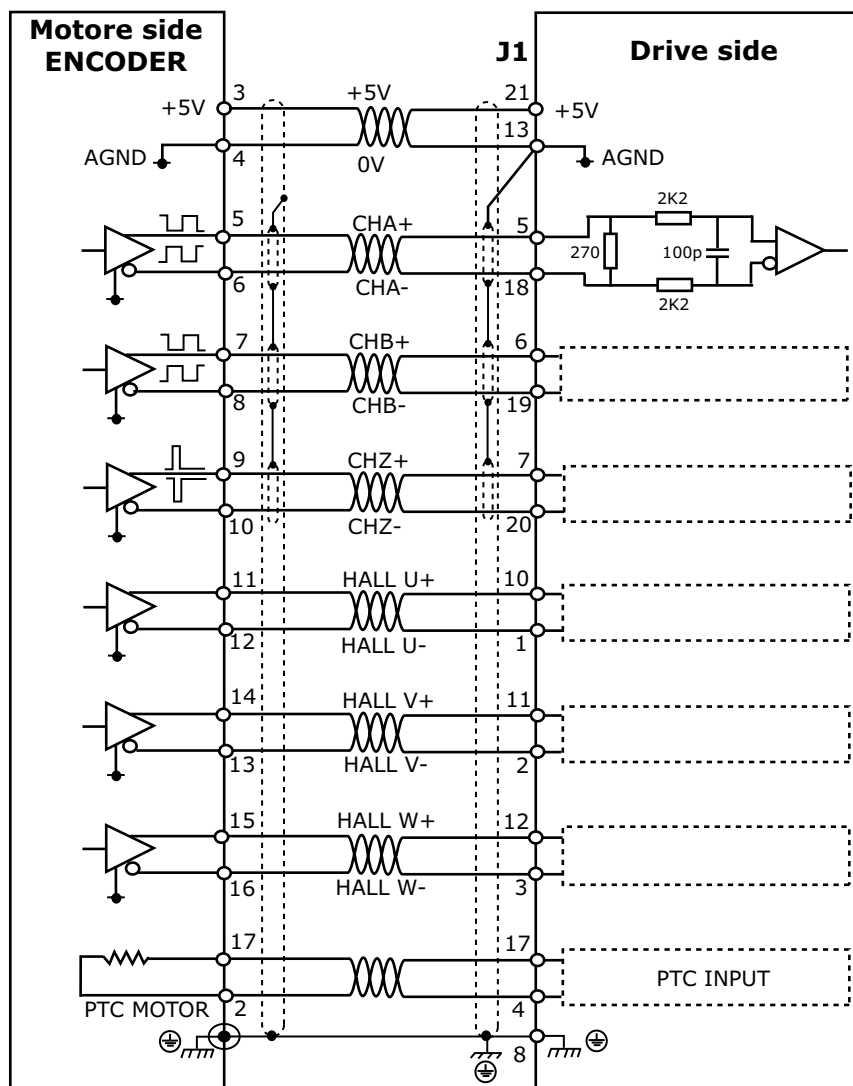 Motore side
ENCODER
J1
Drive side
3
+5V
21
+5V
+5V
13
AGND
4
0V
AGND
5
CHA+
5
2K2
270
100p
6
CHA-
18
2K2
7
CHB+
6
8
CHB-
19
9
CHZ+
7
10
CHZ-
20
11
HALL U+
10
12
HALL U-
1
14
HALL V+
11
13
HALL V-
2
15
HALL W+
12
16
HALL W-
3
17
17
PTC INPUT
PTC MOTOR
2
4
8